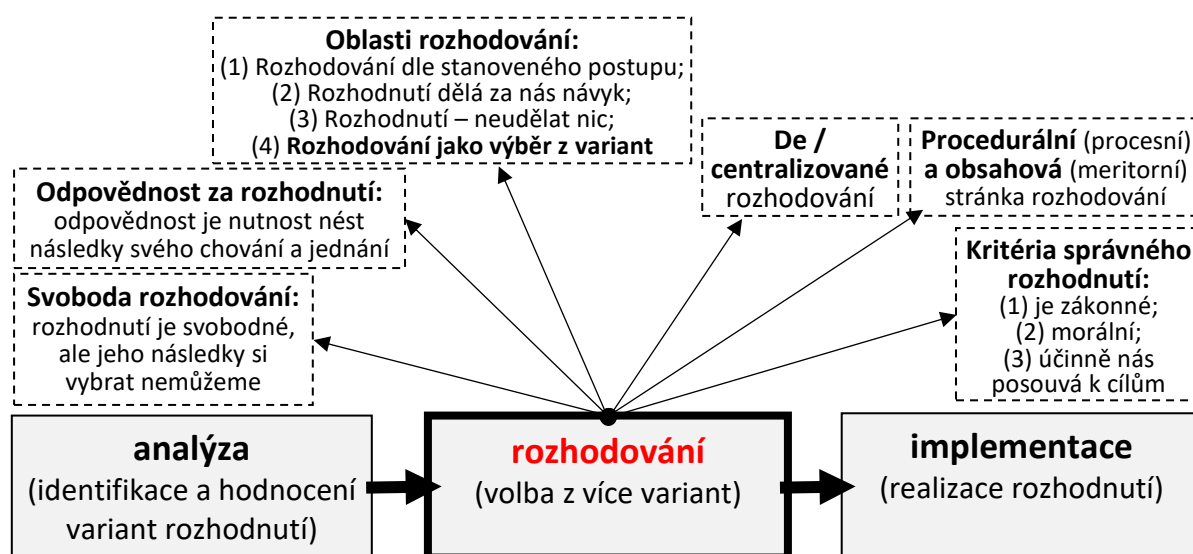 Oblasti rozhodování:
(1) Rozhodování dle stanoveného postupu;
(2) Rozhodnutí dělá za nás návyk;
(3) Rozhodnutí – neudělat nic;
(4) Rozhodování jako výběr z variant
De /
centralizované
rozhodování
Procedurální (procesní)
a obsahová (meritorní)
stránka rozhodování
Odpovědnost za rozhodnutí:
odpovědnost je nutnost nést
následky svého chování a jednání
Kritéria správného
rozhodnutí:
(1) je zákonné;
(2) morální;
(3) účinně nás
posouvá k cílům
Svoboda rozhodování:
rozhodnutí je svobodné,
ale jeho následky si
vybrat nemůžeme
analýza
(identifikace a hodnocení
variant rozhodnutí)
rozhodování
(volba z více variant)
implementace
(realizace rozhodnutí)